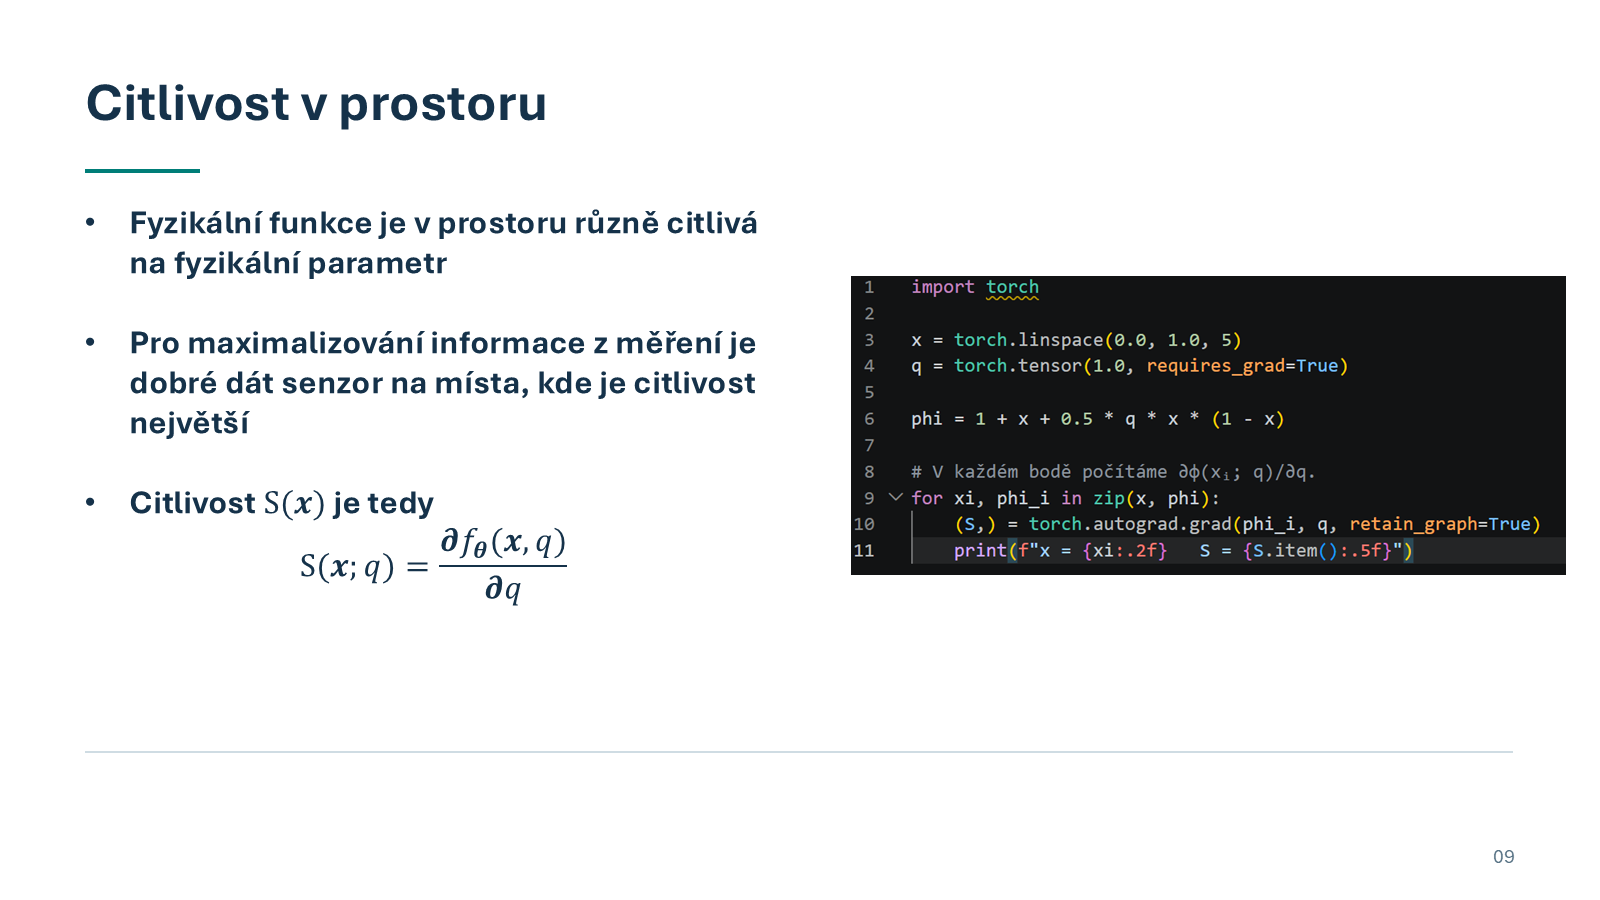 Citlivost v prostoru
• Fyzikální funkce je v prostoru různě citlivá
na fyzikální parametr
• Pro maximalizování informace z měření je
dobré dát senzor na místa, kde je citlivost
největší
• Citlivost S(𝒙) je tedy
S(𝒙; 𝑞) = 𝝏𝑓𝜽(𝒙, 𝑞) / 𝝏𝑞
1 import torch
2
3 x = torch.linspace(0.0, 1.0, 5)
4 q = torch.tensor(1.0, requires_grad=True)
5
6 phi = 1 + x + 0.5 * q * x * (1 - x)
7
8 # V každém bodě počítáme ∂ϕ(xᵢ; q)/∂q.
9 for xi, phi_i in zip(x, phi):
10     (S,) = torch.autograd.grad(phi_i, q, retain_graph=True)
11     print(f"x = {xi:.2f}   S = {S.item():.5f}")
09